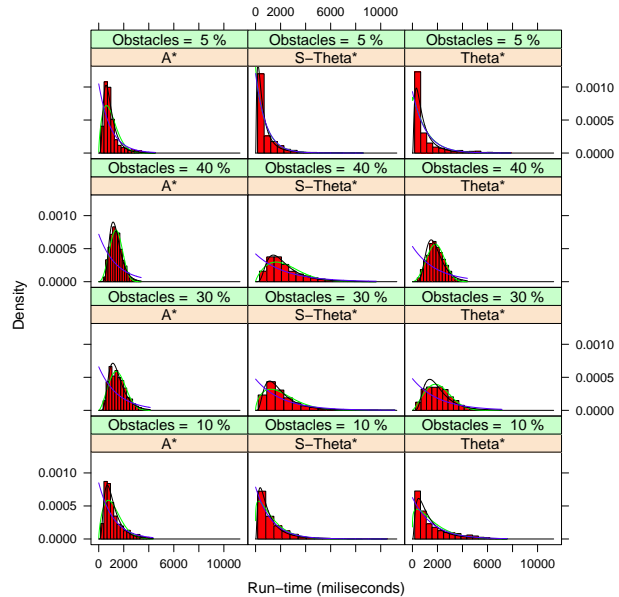 0 2000 6000 10000
Obstacles = 5 % Obstacles = 5 % Obstacles = 5 %
A* S−Theta* Theta*
0.0010
0.0005
0.0000
Obstacles = 40 % Obstacles = 40 % Obstacles = 40 %
A* S−Theta* Theta*
0.0010
0.0005
0.0000
Obstacles = 30 % Obstacles = 30 % Obstacles = 30 %
A* S−Theta* Theta*
0.0010
0.0005
0.0000
Obstacles = 10 % Obstacles = 10 % Obstacles = 10 %
A* S−Theta* Theta*
0.0010
0.0005
0.0000
0 2000 6000 10000 0 2000 6000 10000
Run−time (miliseconds)
Density